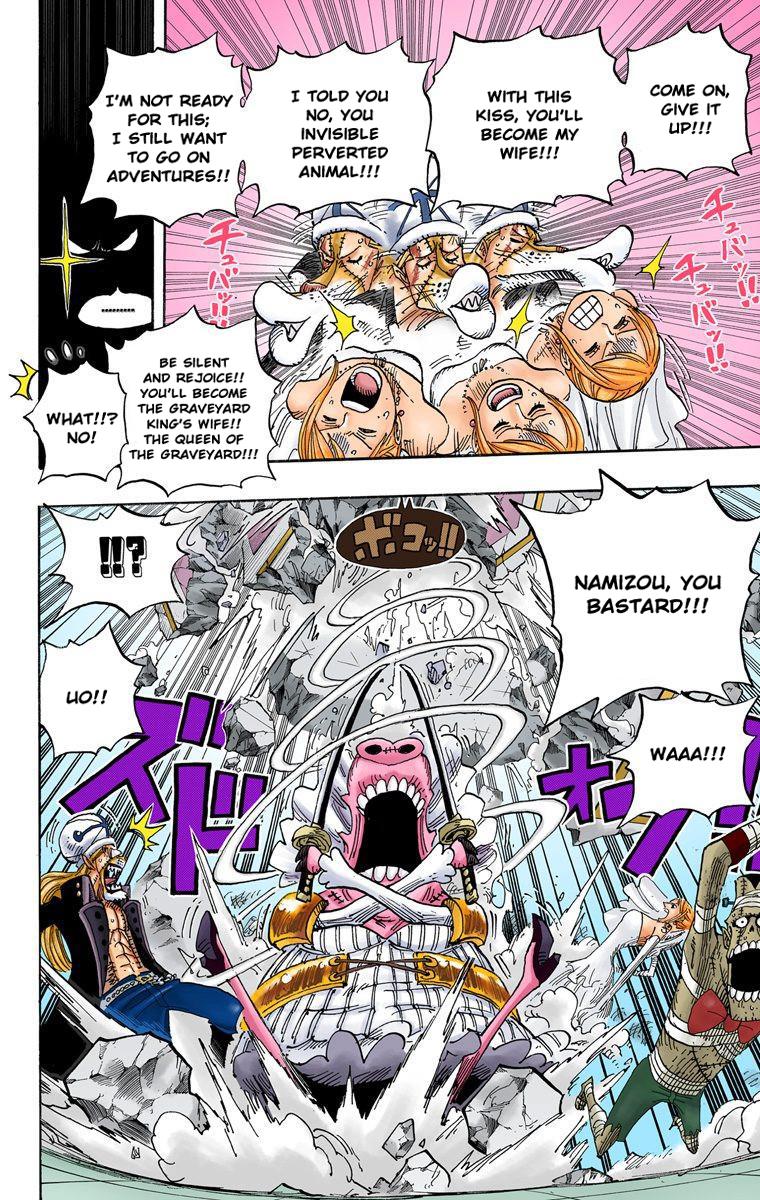 COME ON,
GIVE IT
UP!!!
WITH THIS
KISS, YOU'LL
BECOME MY
WIFE!!!
I TOLD YOU
NO, YOU
INVISIBLE
PERVERTED
ANIMAL!!!
I'M NOT READY
FOR THIS;
I STILL WANT
TO GO ON
ADVENTURES!!
チュバッ!!
チュバッ!!
チュバッ!!
..........
BE SILENT
AND REJOICE!!
YOU'LL BECOME
THE GRAVEYARD
KING'S WIFE!!
THE QUEEN OF
THE GRAVEYARD!!!
WHAT!!?
NO!
ボコッ!!
NAMIZOU, YOU
BASTARD!!!
!!?
UO!!
WAAA!!!
ズド
オン!!